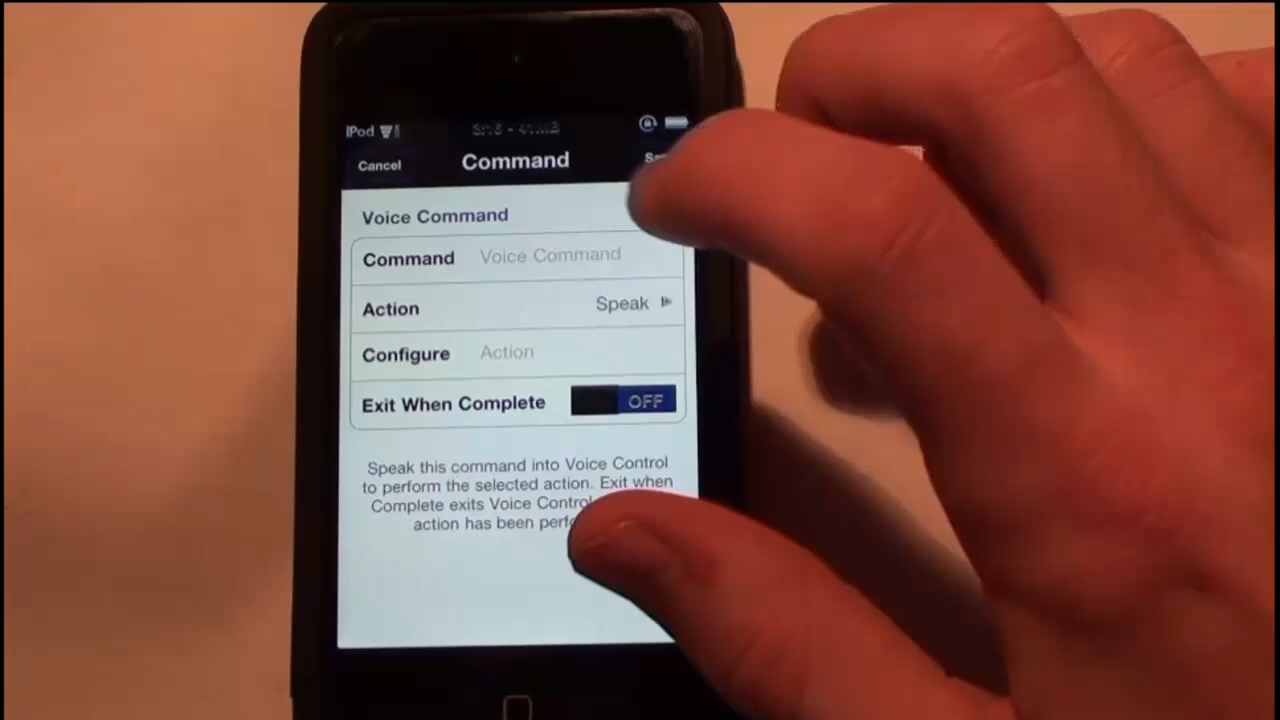 iPod
Cancel
Command
Voice Command
Command Voice Command
Action Speak
Configure Action
Exit When Complete OFF
Speak this command into Voice Control
to perform the selected action. Exit when
Complete exits Voice Control
action has been